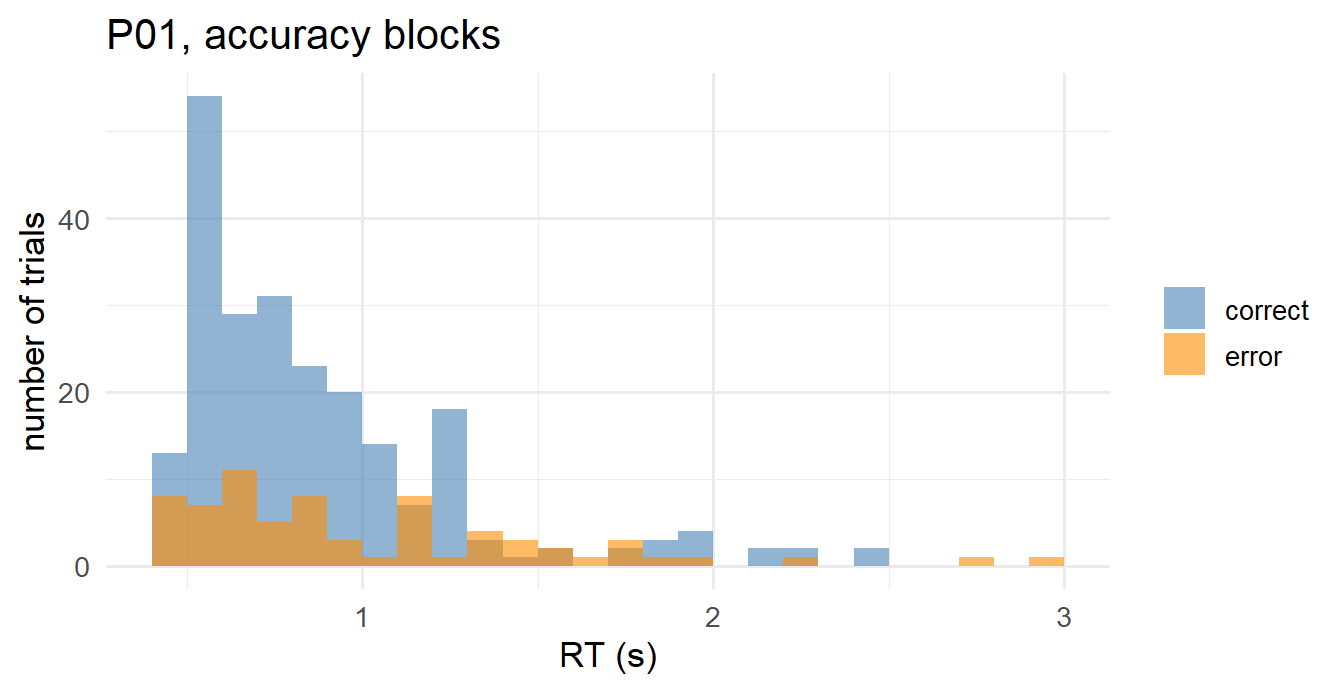 P01, accuracy blocks
number of trials
40
20
0
1
2
3
RT (s)
correct
error